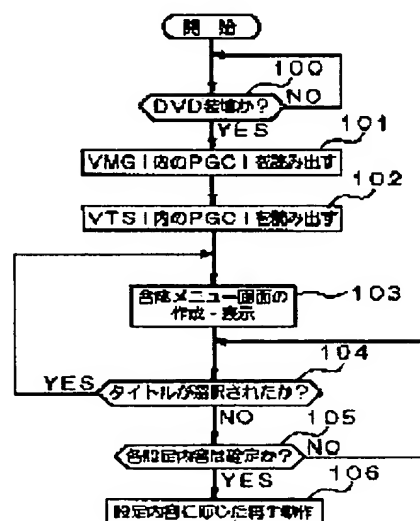 開 始
100
DVD装填か?
NO
YES
101
VMGI内のPGCIを読み出す
102
VTSI内のPGCIを読み出す
合成メニュー画面の
作成・表示
103
104
YES
タイトルが選択されたか?
NO
105
各設定内容は確定か?
NO
YES
106
設定内容に応じた再生動作